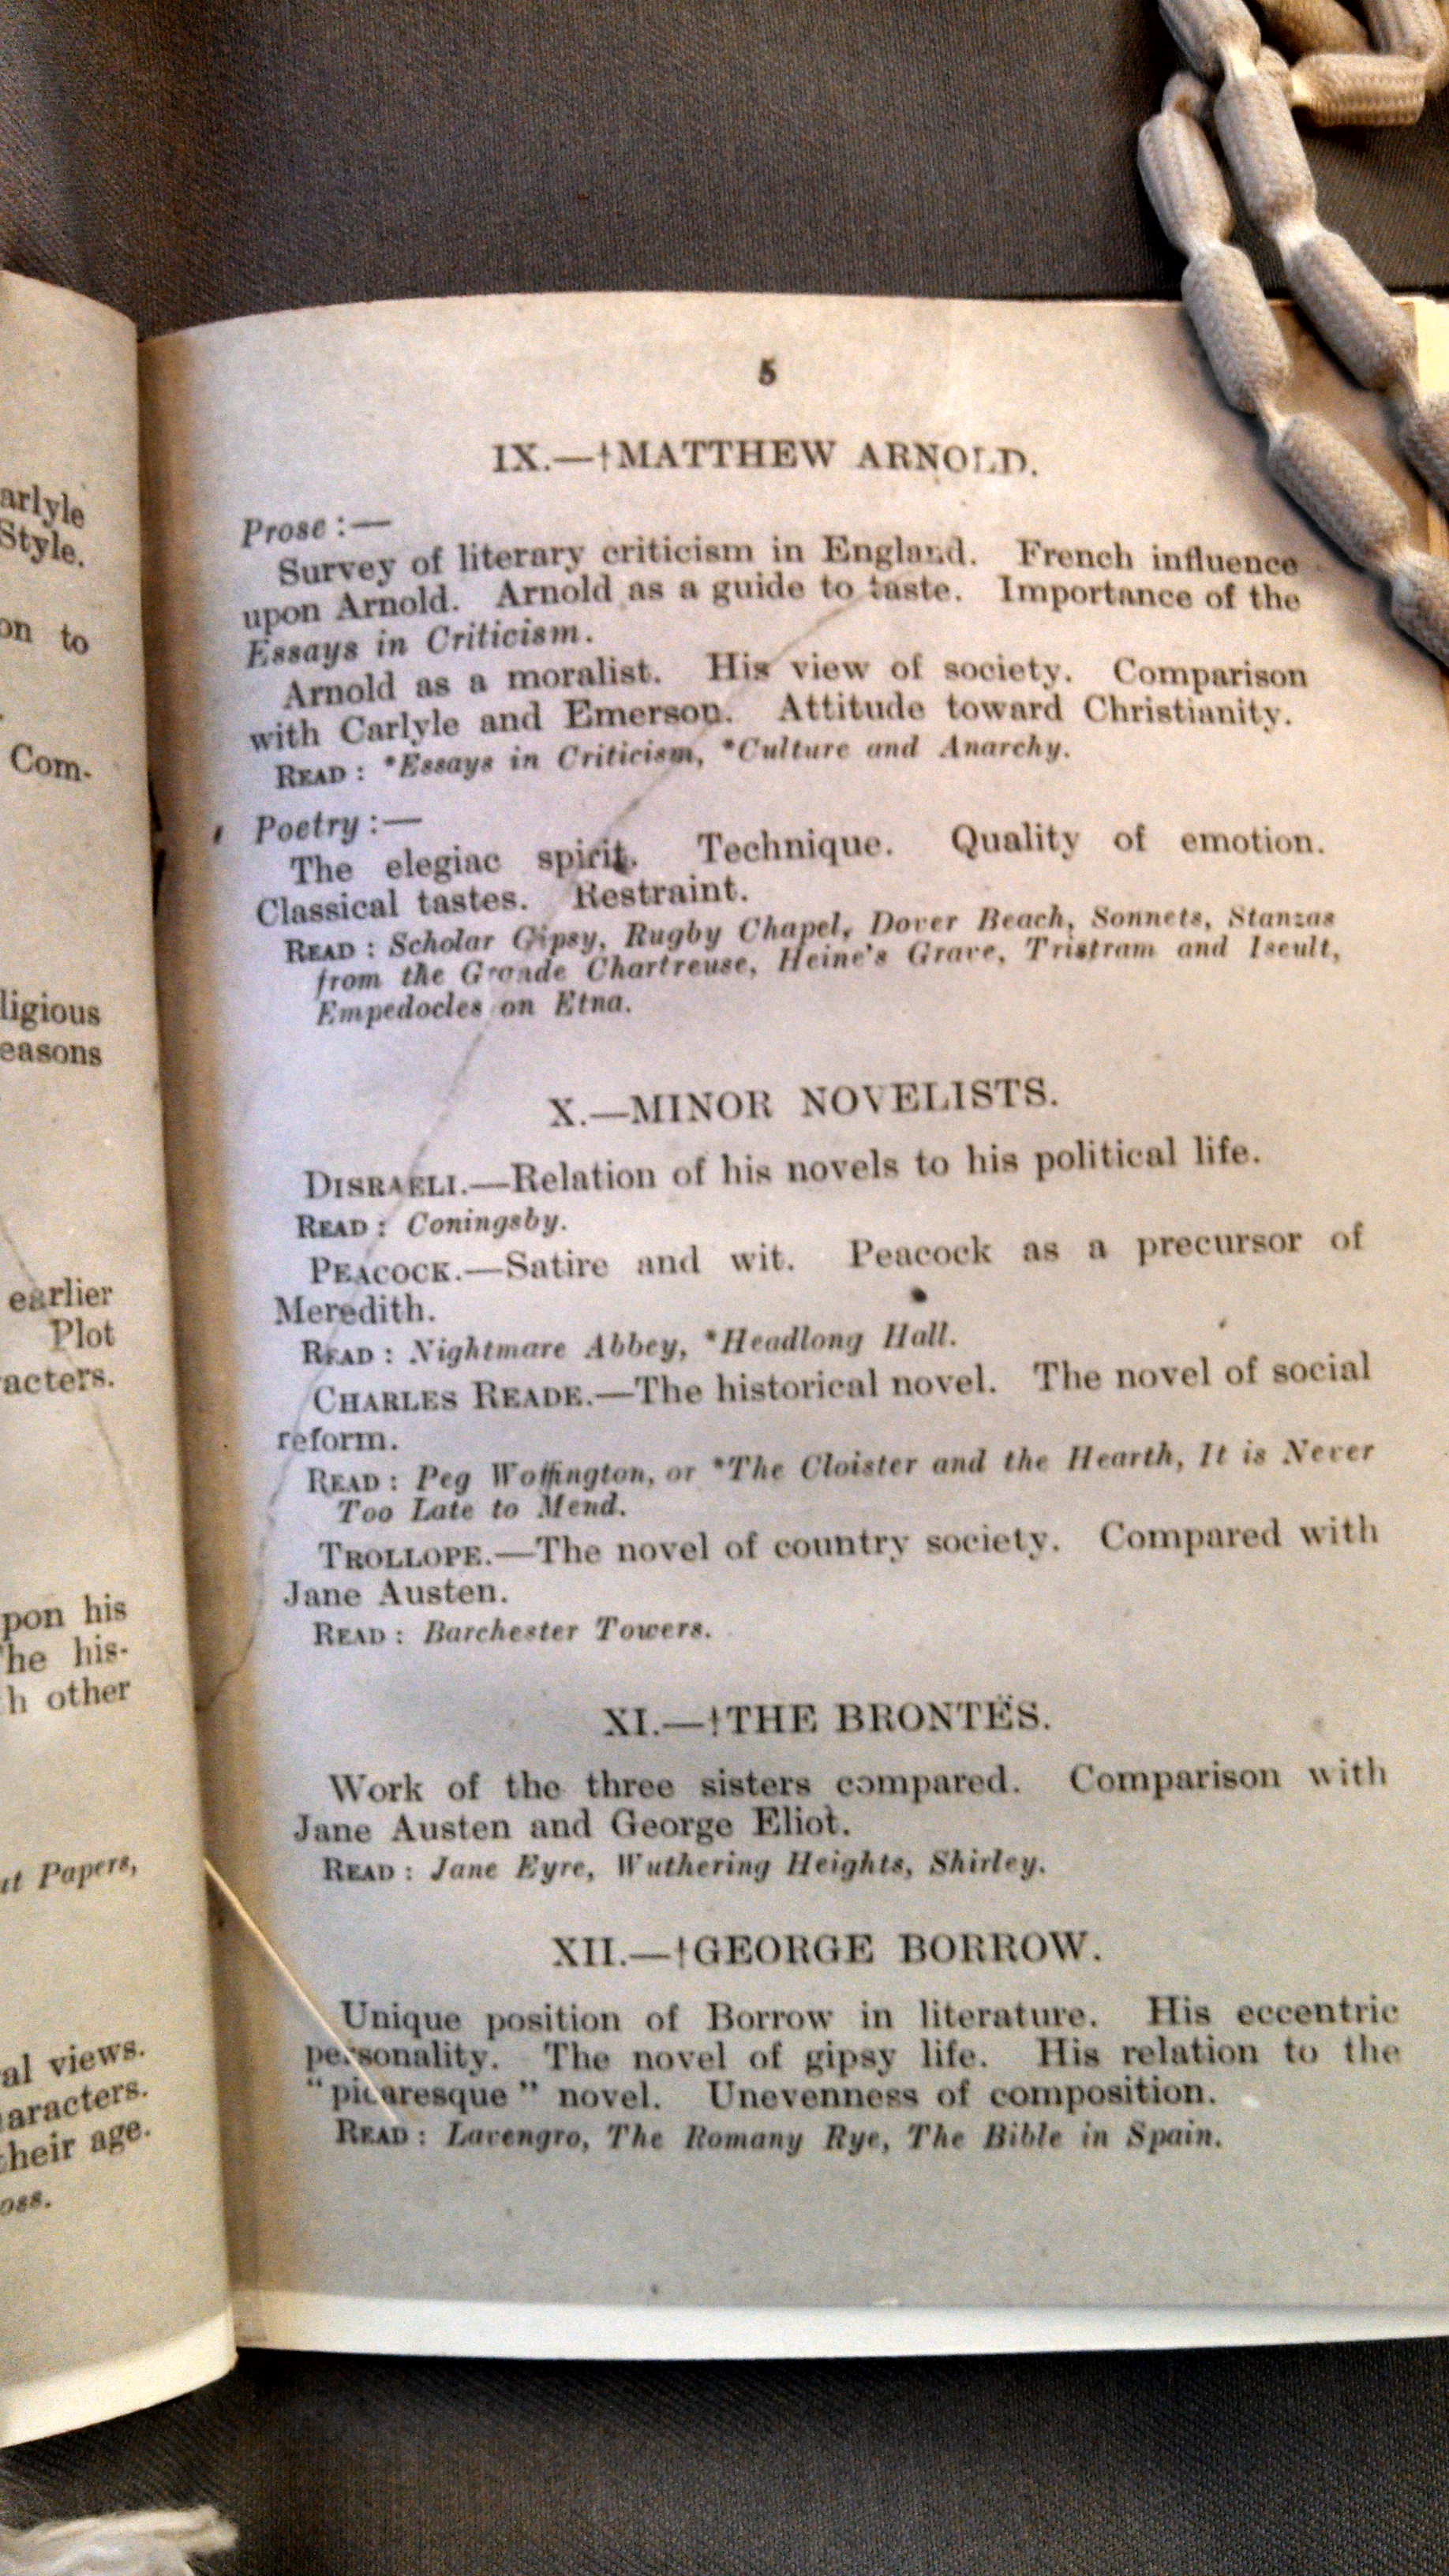 arlyle
Style.
on to
Com.
ligious
easons
earlier
Plot
acters.
pon his
he his-
h other
Papers,
al views.
aracters.
their age.
oss.
5
IX.—†MATTHEW ARNOLD.
Prose :—
Survey of literary criticism in England. French influence
upon Arnold. Arnold as a guide to taste. Importance of the
Essays in Criticism.
Arnold as a moralist. His view of society. Comparison
with Carlyle and Emerson. Attitude toward Christianity.
READ : *Essays in Criticism, *Culture and Anarchy.
Poetry :—
The elegiac spirit. Technique. Quality of emotion.
Classical tastes. Restraint.
READ : Scholar Gipsy, Rugby Chapel, Dover Beach, Sonnets, Stanzas
from the Grande Chartreuse, Heine's Grave, Tristram and Iseult,
Empedocles on Etna.
X.—MINOR NOVELISTS.
DISRAELI.—Relation of his novels to his political life.
READ : Coningsby.
PEACOCK.—Satire and wit. Peacock as a precursor of
Meredith.
READ : Nightmare Abbey, *Headlong Hall.
CHARLES READE.—The historical novel. The novel of social
reform.
READ : Peg Woffington, or *The Cloister and the Hearth, It is Never
Too Late to Mend.
TROLLOPE.—The novel of country society. Compared with
Jane Austen.
READ : Barchester Towers.
XI.—†THE BRONTËS.
Work of the three sisters compared. Comparison with
Jane Austen and George Eliot.
READ : Jane Eyre, Wuthering Heights, Shirley.
XII.—†GEORGE BORROW.
Unique position of Borrow in literature. His eccentric
personality. The novel of gipsy life. His relation to the
"picaresque" novel. Unevenness of composition.
READ : Lavengro, The Romany Rye, The Bible in Spain.